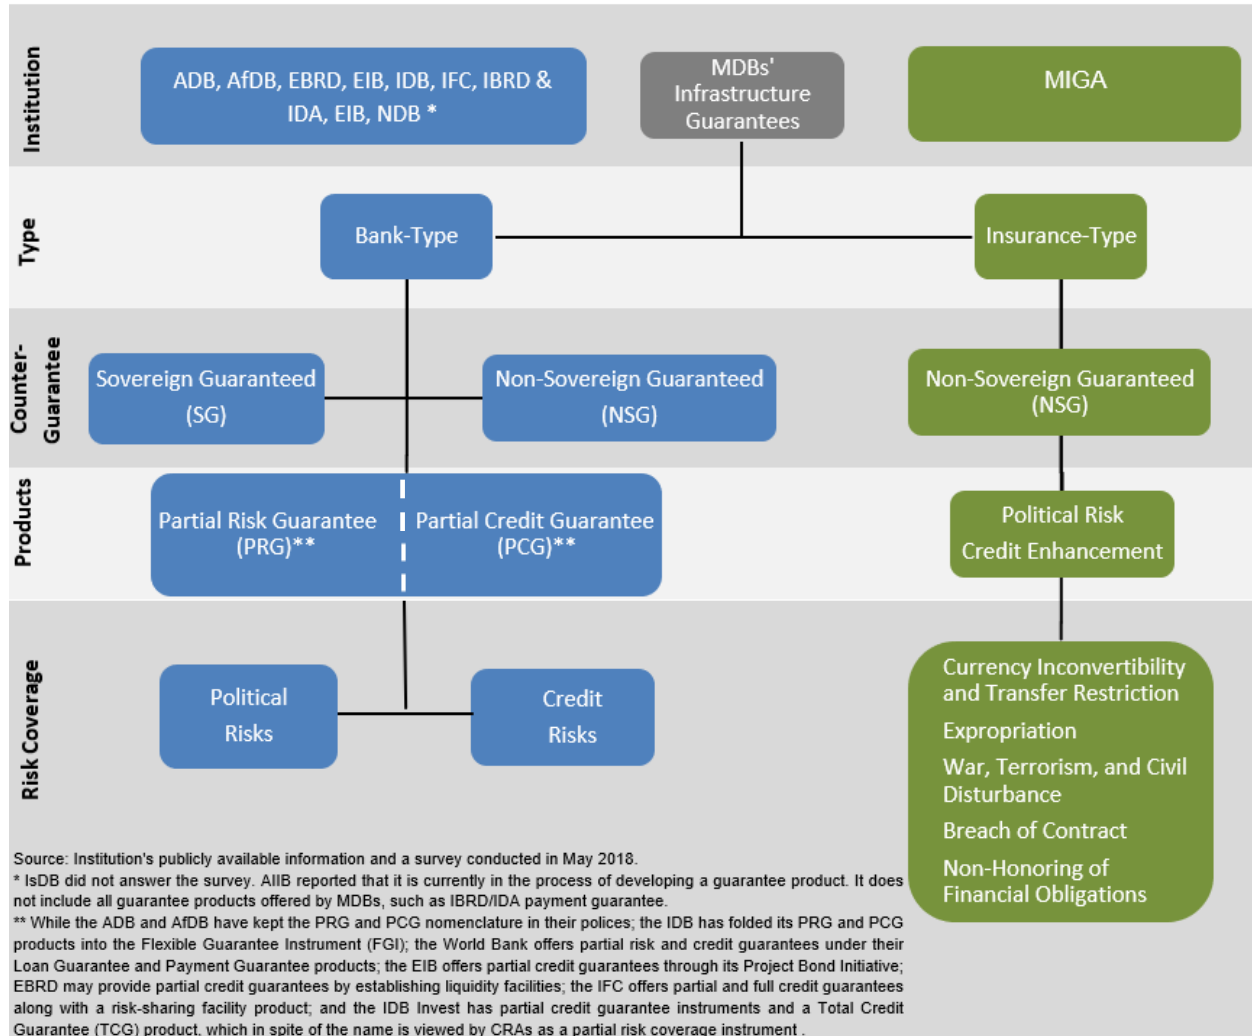 Institution
ADB, AfDB, EBRD, EIB, IDB, IFC, IBRD &
IDA, EIB, NDB *
MDBs'
Infrastructure
Guarantees
MIGA
Type
Bank-Type
Insurance-Type
Counter-
Guarantee
Sovereign Guaranteed
(SG)
Non-Sovereign Guaranteed
(NSG)
Non-Sovereign Guaranteed
(NSG)
Products
Partial Risk Guarantee
(PRG)**
Partial Credit Guarantee
(PCG)**
Political Risk
Credit Enhancement
Risk Coverage
Political
Risks
Credit
Risks
Currency Inconvertibility
and Transfer Restriction
Expropriation
War, Terrorism, and Civil
Disturbance
Breach of Contract
Non-Honoring of
Financial Obligations
Source: Institution's publicly available information and a survey conducted in May 2018.
* IsDB did not answer the survey. AIIB reported that it is currently in the process of developing a guarantee product. It does
not include all guarantee products offered by MDBs, such as IBRD/IDA payment guarantee.
** While the ADB and AfDB have kept the PRG and PCG nomenclature in their polices; the IDB has folded its PRG and PCG
products into the Flexible Guarantee Instrument (FGI); the World Bank offers partial risk and credit guarantees under their
Loan Guarantee and Payment Guarantee products; the EIB offers partial credit guarantees through its Project Bond Initiative;
EBRD may provide partial credit guarantees by establishing liquidity facilities; the IFC offers partial and full credit guarantees
along with a risk-sharing facility product; and the IDB Invest has partial credit guarantee instruments and a Total Credit
Guarantee (TCG) product, which in spite of the name is viewed by CRAs as a partial risk coverage instrument .